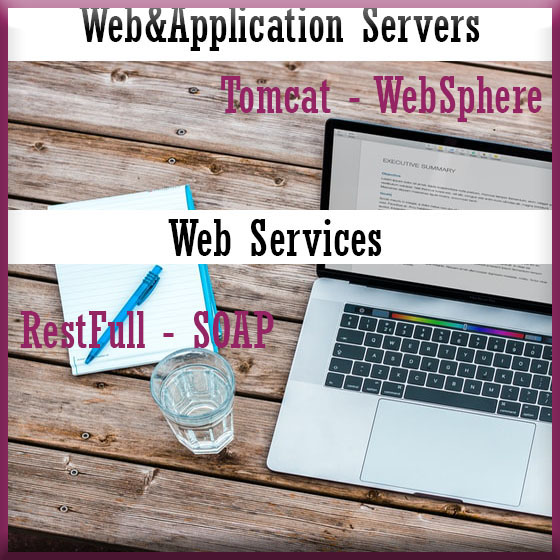 Web&Application Servers
Tomcat - WebSphere
EXECUTIVE SUMMARY
Web Services
RestFull - SOAP